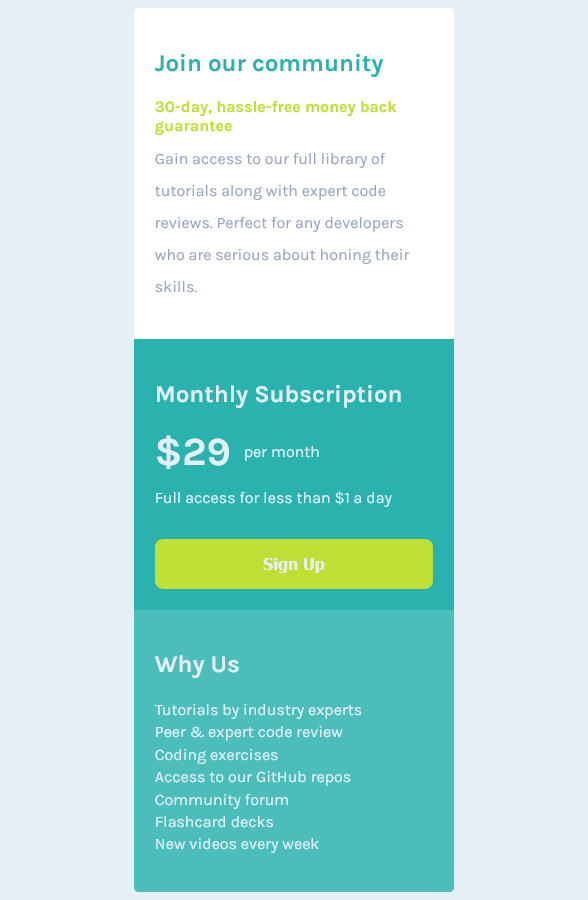 Join our community
30-day, hassle-free money back
guarantee
Gain access to our full library of
tutorials along with expert code
reviews. Perfect for any developers
who are serious about honing their
skills.
Monthly Subscription
$29 per month
Full access for less than $1 a day
Sign Up
Why Us
Tutorials by industry experts
Peer & expert code review
Coding exercises
Access to our GitHub repos
Community forum
Flashcard decks
New videos every week